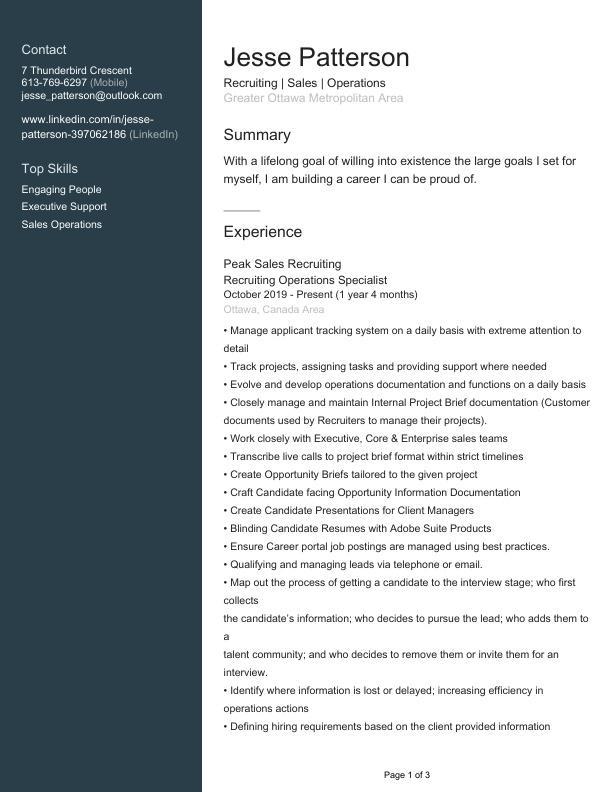 Contact
7 Thunderbird Crescent
613-769-6297 (Mobile)
jesse_patterson@outlook.com
www.linkedin.com/in/jesse-
patterson-397062186 (LinkedIn)
Top Skills
Engaging People
Executive Support
Sales Operations
Jesse Patterson
Recruiting | Sales | Operations
Greater Ottawa Metropolitan Area
Summary
With a lifelong goal of willing into existence the large goals I set for
myself, I am building a career I can be proud of.
Experience
Peak Sales Recruiting
Recruiting Operations Specialist
October 2019 - Present (1 year 4 months)
Ottawa, Canada Area
• Manage applicant tracking system on a daily basis with extreme attention to
detail
• Track projects, assigning tasks and providing support where needed
• Evolve and develop operations documentation and functions on a daily basis
• Closely manage and maintain Internal Project Brief documentation (Customer
documents used by Recruiters to manage their projects).
• Work closely with Executive, Core & Enterprise sales teams
• Transcribe live calls to project brief format within strict timelines
• Create Opportunity Briefs tailored to the given project
• Craft Candidate facing Opportunity Information Documentation
• Create Candidate Presentations for Client Managers
• Blinding Candidate Resumes with Adobe Suite Products
• Ensure Career portal job postings are managed using best practices.
• Qualifying and managing leads via telephone or email.
• Map out the process of getting a candidate to the interview stage; who first
collects
the candidate's information; who decides to pursue the lead; who adds them to
a
talent community; and who decides to remove them or invite them for an
interview.
• Identify where information is lost or delayed; increasing efficiency in
operations actions
• Defining hiring requirements based on the client provided information
Page 1 of 3